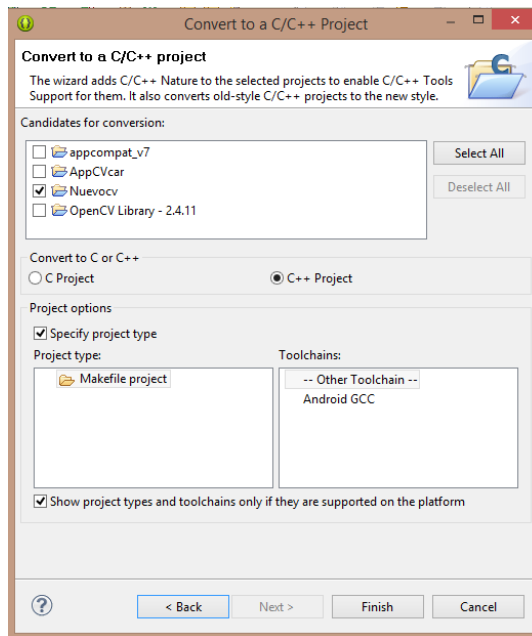 Convert to a C/C++ Project
Convert to a C/C++ project
The wizard adds C/C++ Nature to the selected projects to enable C/C++ Tools
Support for them. It also converts old-style C/C++ projects to the new style.
Candidates for conversion:
appcompat_v7
AppCVcar
Nuevocv
OpenCV Library - 2.4.11
Select All
Deselect All
Convert to C or C++
C Project
C++ Project
Project options
Specify project type
Project type:
Toolchains:
Makefile project
-- Other Toolchain --
Android GCC
Show project types and toolchains only if they are supported on the platform
< Back
Next >
Finish
Cancel